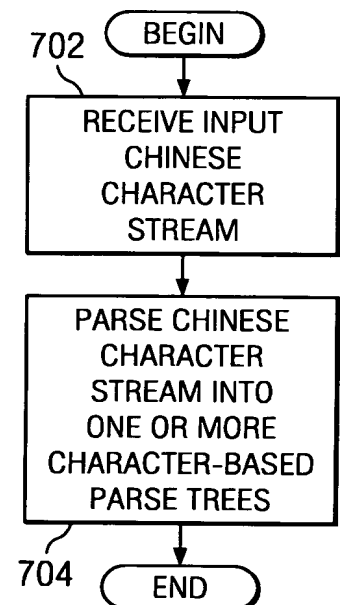 BEGIN
702
RECEIVE INPUT
CHINESE
CHARACTER
STREAM
PARSE CHINESE
CHARACTER
STREAM INTO
ONE OR MORE
CHARACTER-BASED
PARSE TREES
704
END